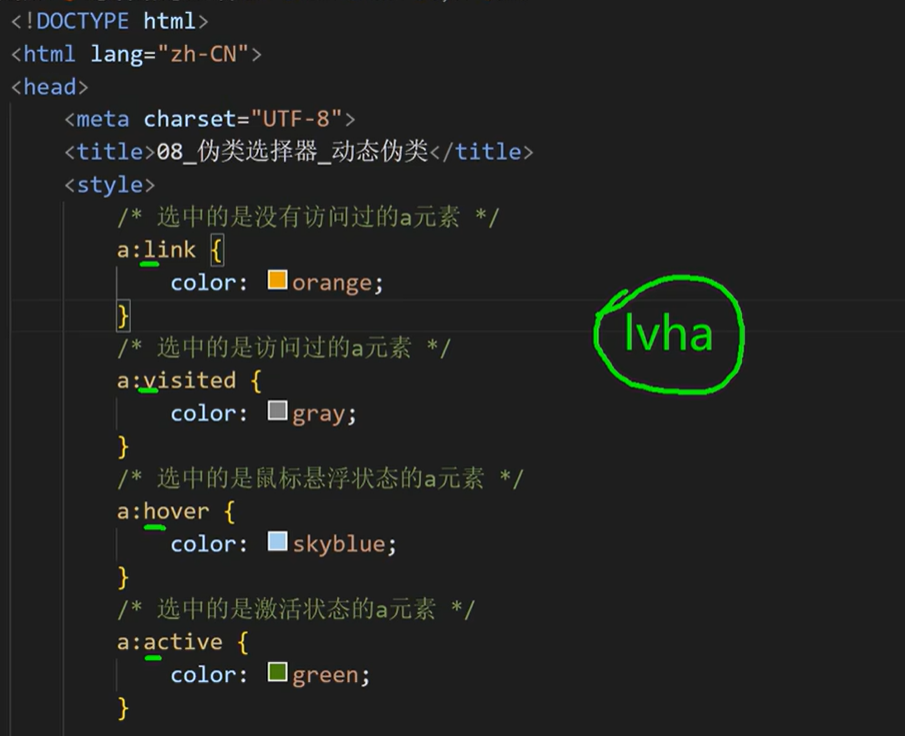 <!DOCTYPE html>
<html lang="zh-CN">
<head>
<meta charset="UTF-8">
<title>08_伪类选择器_动态伪类</title>
<style>
/* 选中的是没有访问过的a元素 */
a:link {
color: orange;
}
lvha
/* 选中的是访问过的a元素 */
a:visited {
color: gray;
}
/* 选中的是鼠标悬浮状态的a元素 */
a:hover {
color: skyblue;
}
/* 选中的是激活状态的a元素 */
a:active {
color: green;
}